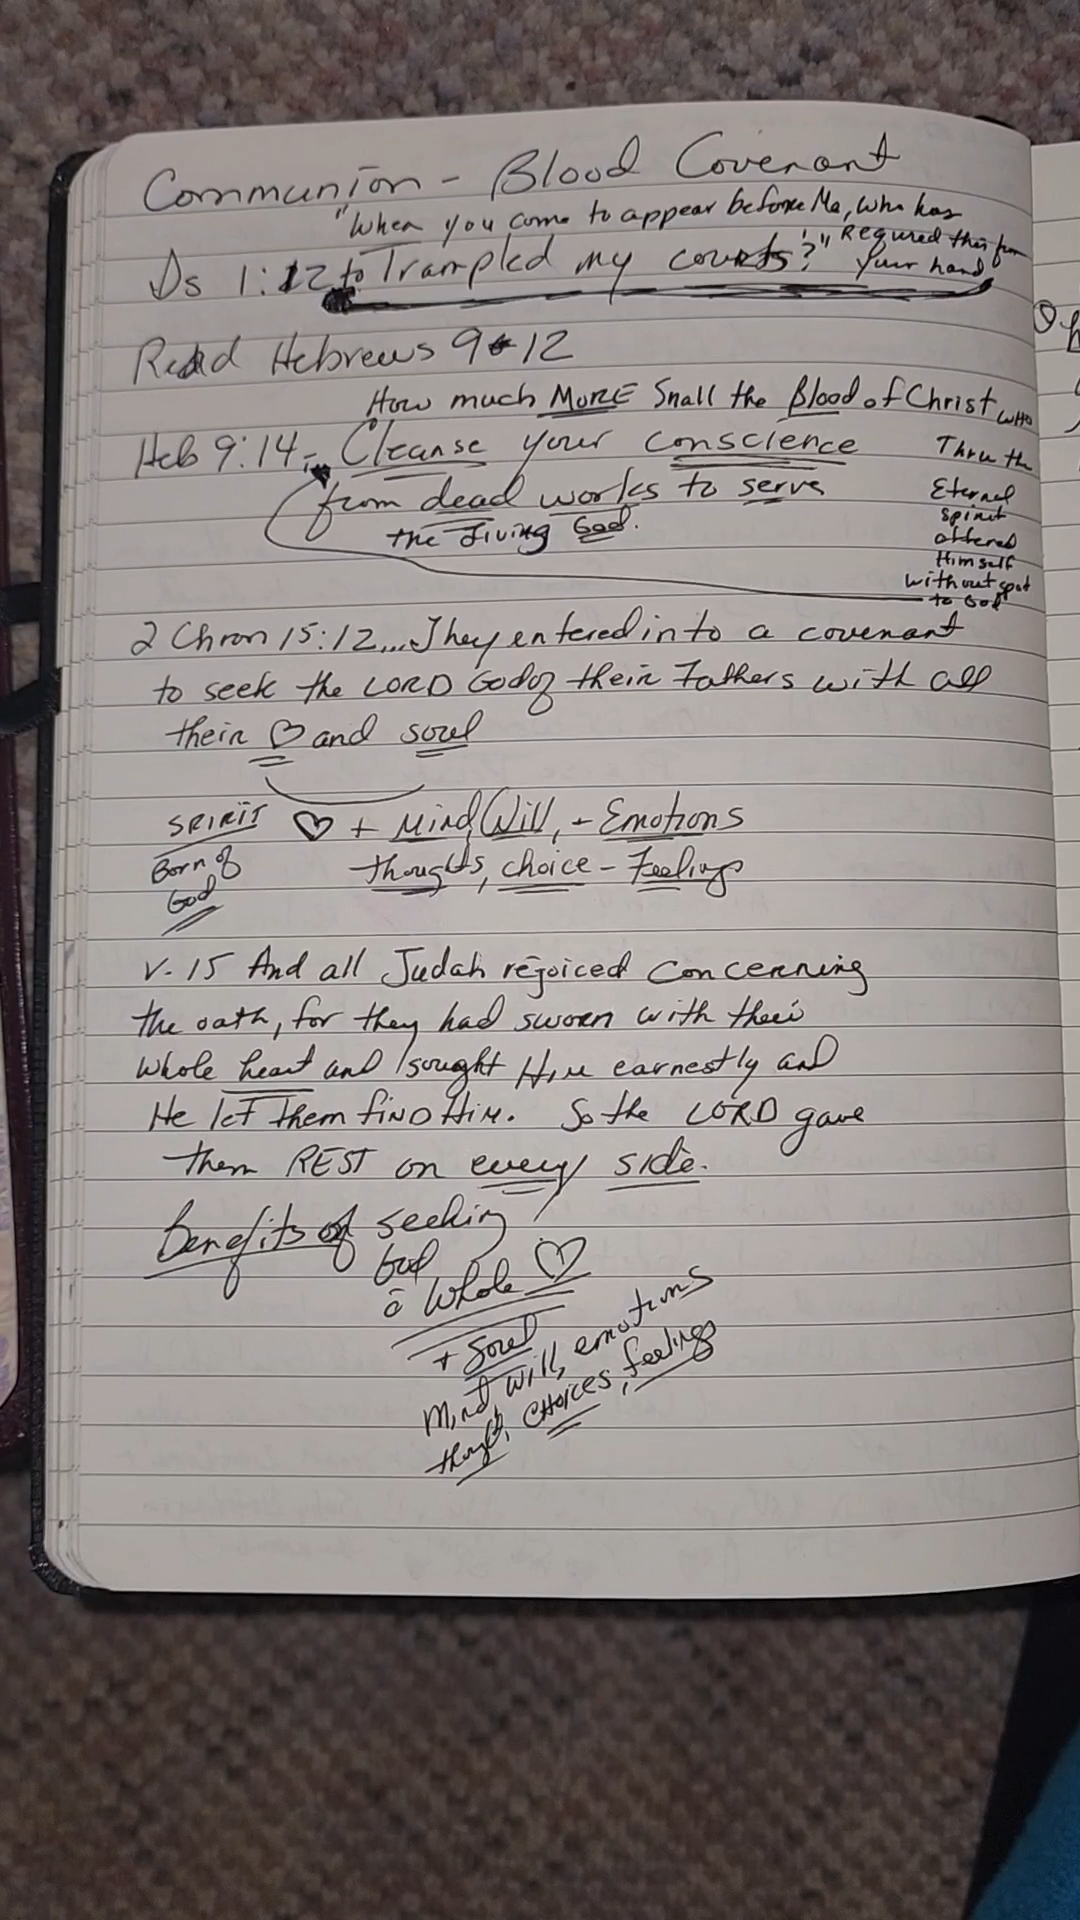 Communion - Blood Covenant
"When you come to appear before Me, who has
Required this from
your hand
Is 1:12 to Trampled my courts?"
Read Hebrews 9 12
How much MORE Shall the Blood of Christ who
Thru the
Eternal
spirit
offered
Himself
without spot
to God
Heb 9:14 - Cleanse your conscience
from dead works to serve
the living God.
2 Chron 15:12... They entered into a covenant
to seek the LORD God of their Fathers with all
their ♡ and soul
SPIRIT ♡ + Mind, Will, - Emotions
Born of
God
thoughts, choice - Feelings
v. 15 And all Judah rejoiced concerning
the oath, for they had sworn with their
whole heart and sought Him earnestly and
He let them FIND HIM. So the LORD gave
them REST on every side.
Benefits of seeking
God
c̄ whole ♡
+ soul
Mind, will, emotions
thought, CHOICES, feelings